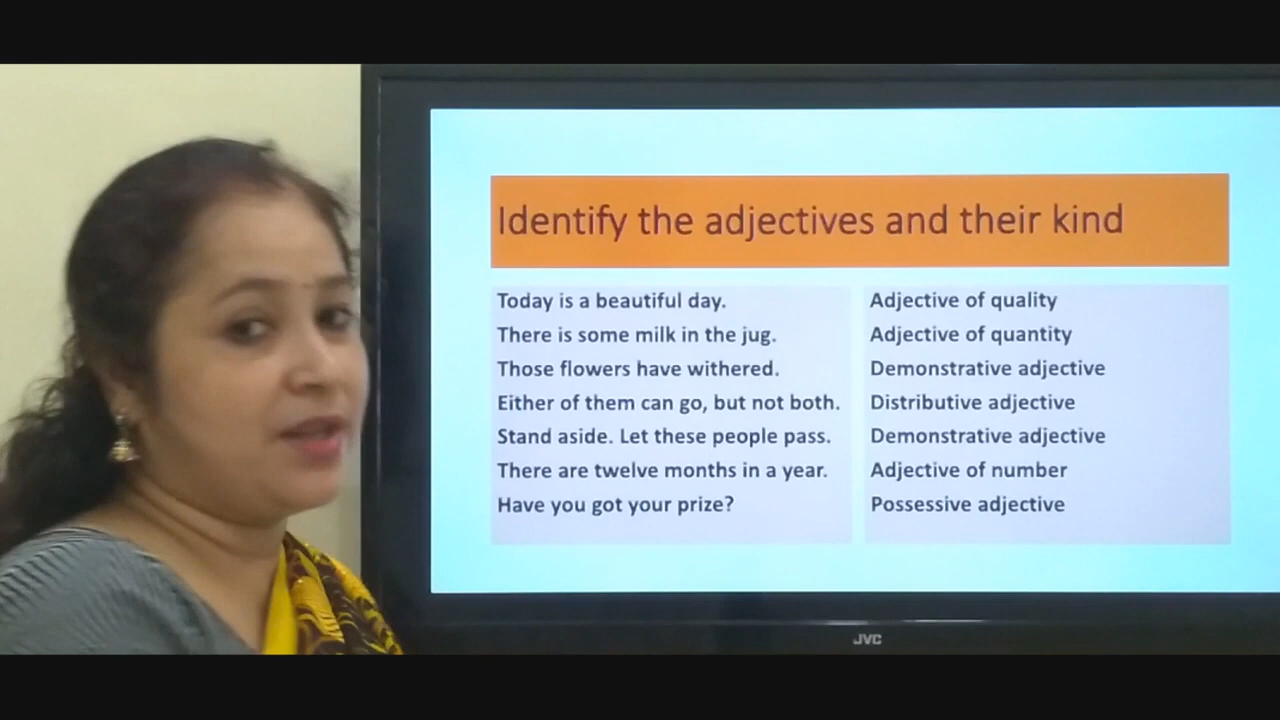 Identify the adjectives and their kind
Today is a beautiful day.
There is some milk in the jug.
Those flowers have withered.
Either of them can go, but not both.
Stand aside. Let these people pass.
There are twelve months in a year.
Have you got your prize?
Adjective of quality
Adjective of quantity
Demonstrative adjective
Distributive adjective
Demonstrative adjective
Adjective of number
Possessive adjective
JVC